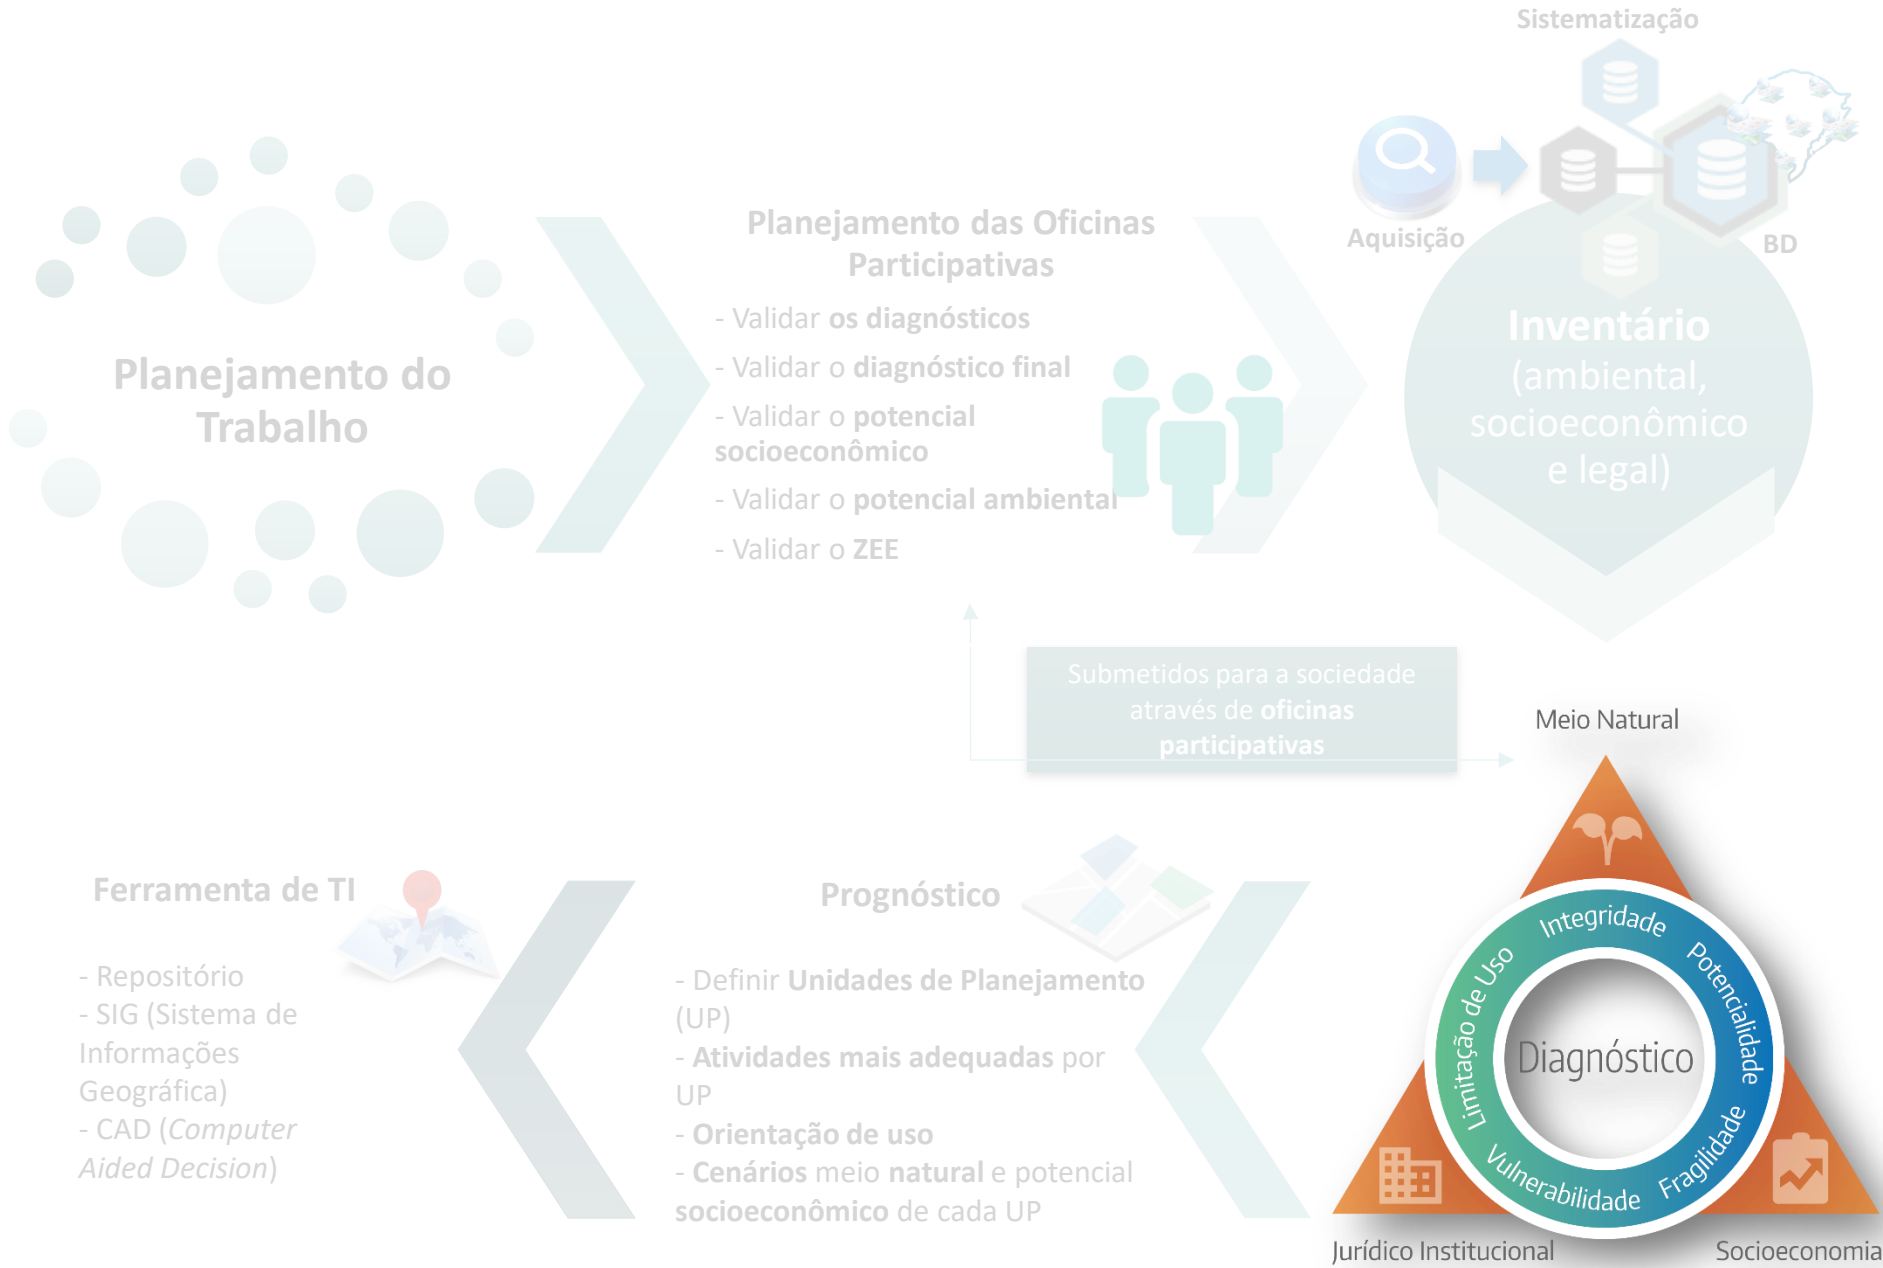 Sistematização
Aquisição
BD
Planejamento do
Trabalho
Planejamento das Oficinas
Participativas
- Validar os diagnósticos
- Validar o diagnóstico final
- Validar o potencial
socioeconômico
- Validar o potencial ambiental
- Validar o ZEE
Inventário
(ambiental,
socioeconômico
e legal)
Submetidos para a sociedade
através de oficinas
participativas
Meio Natural
Integridade
Potencialidade
Fragilidade
Vulnerabilidade
Limitação de Uso
Diagnóstico
Jurídico Institucional
Socioeconomia
Prognóstico
- Definir Unidades de Planejamento
(UP)
- Atividades mais adequadas por
UP
- Orientação de uso
- Cenários meio natural e potencial
socioeconômico de cada UP
Ferramenta de TI
- Repositório
- SIG (Sistema de
Informações
Geográfica)
- CAD (Computer
Aided Decision)